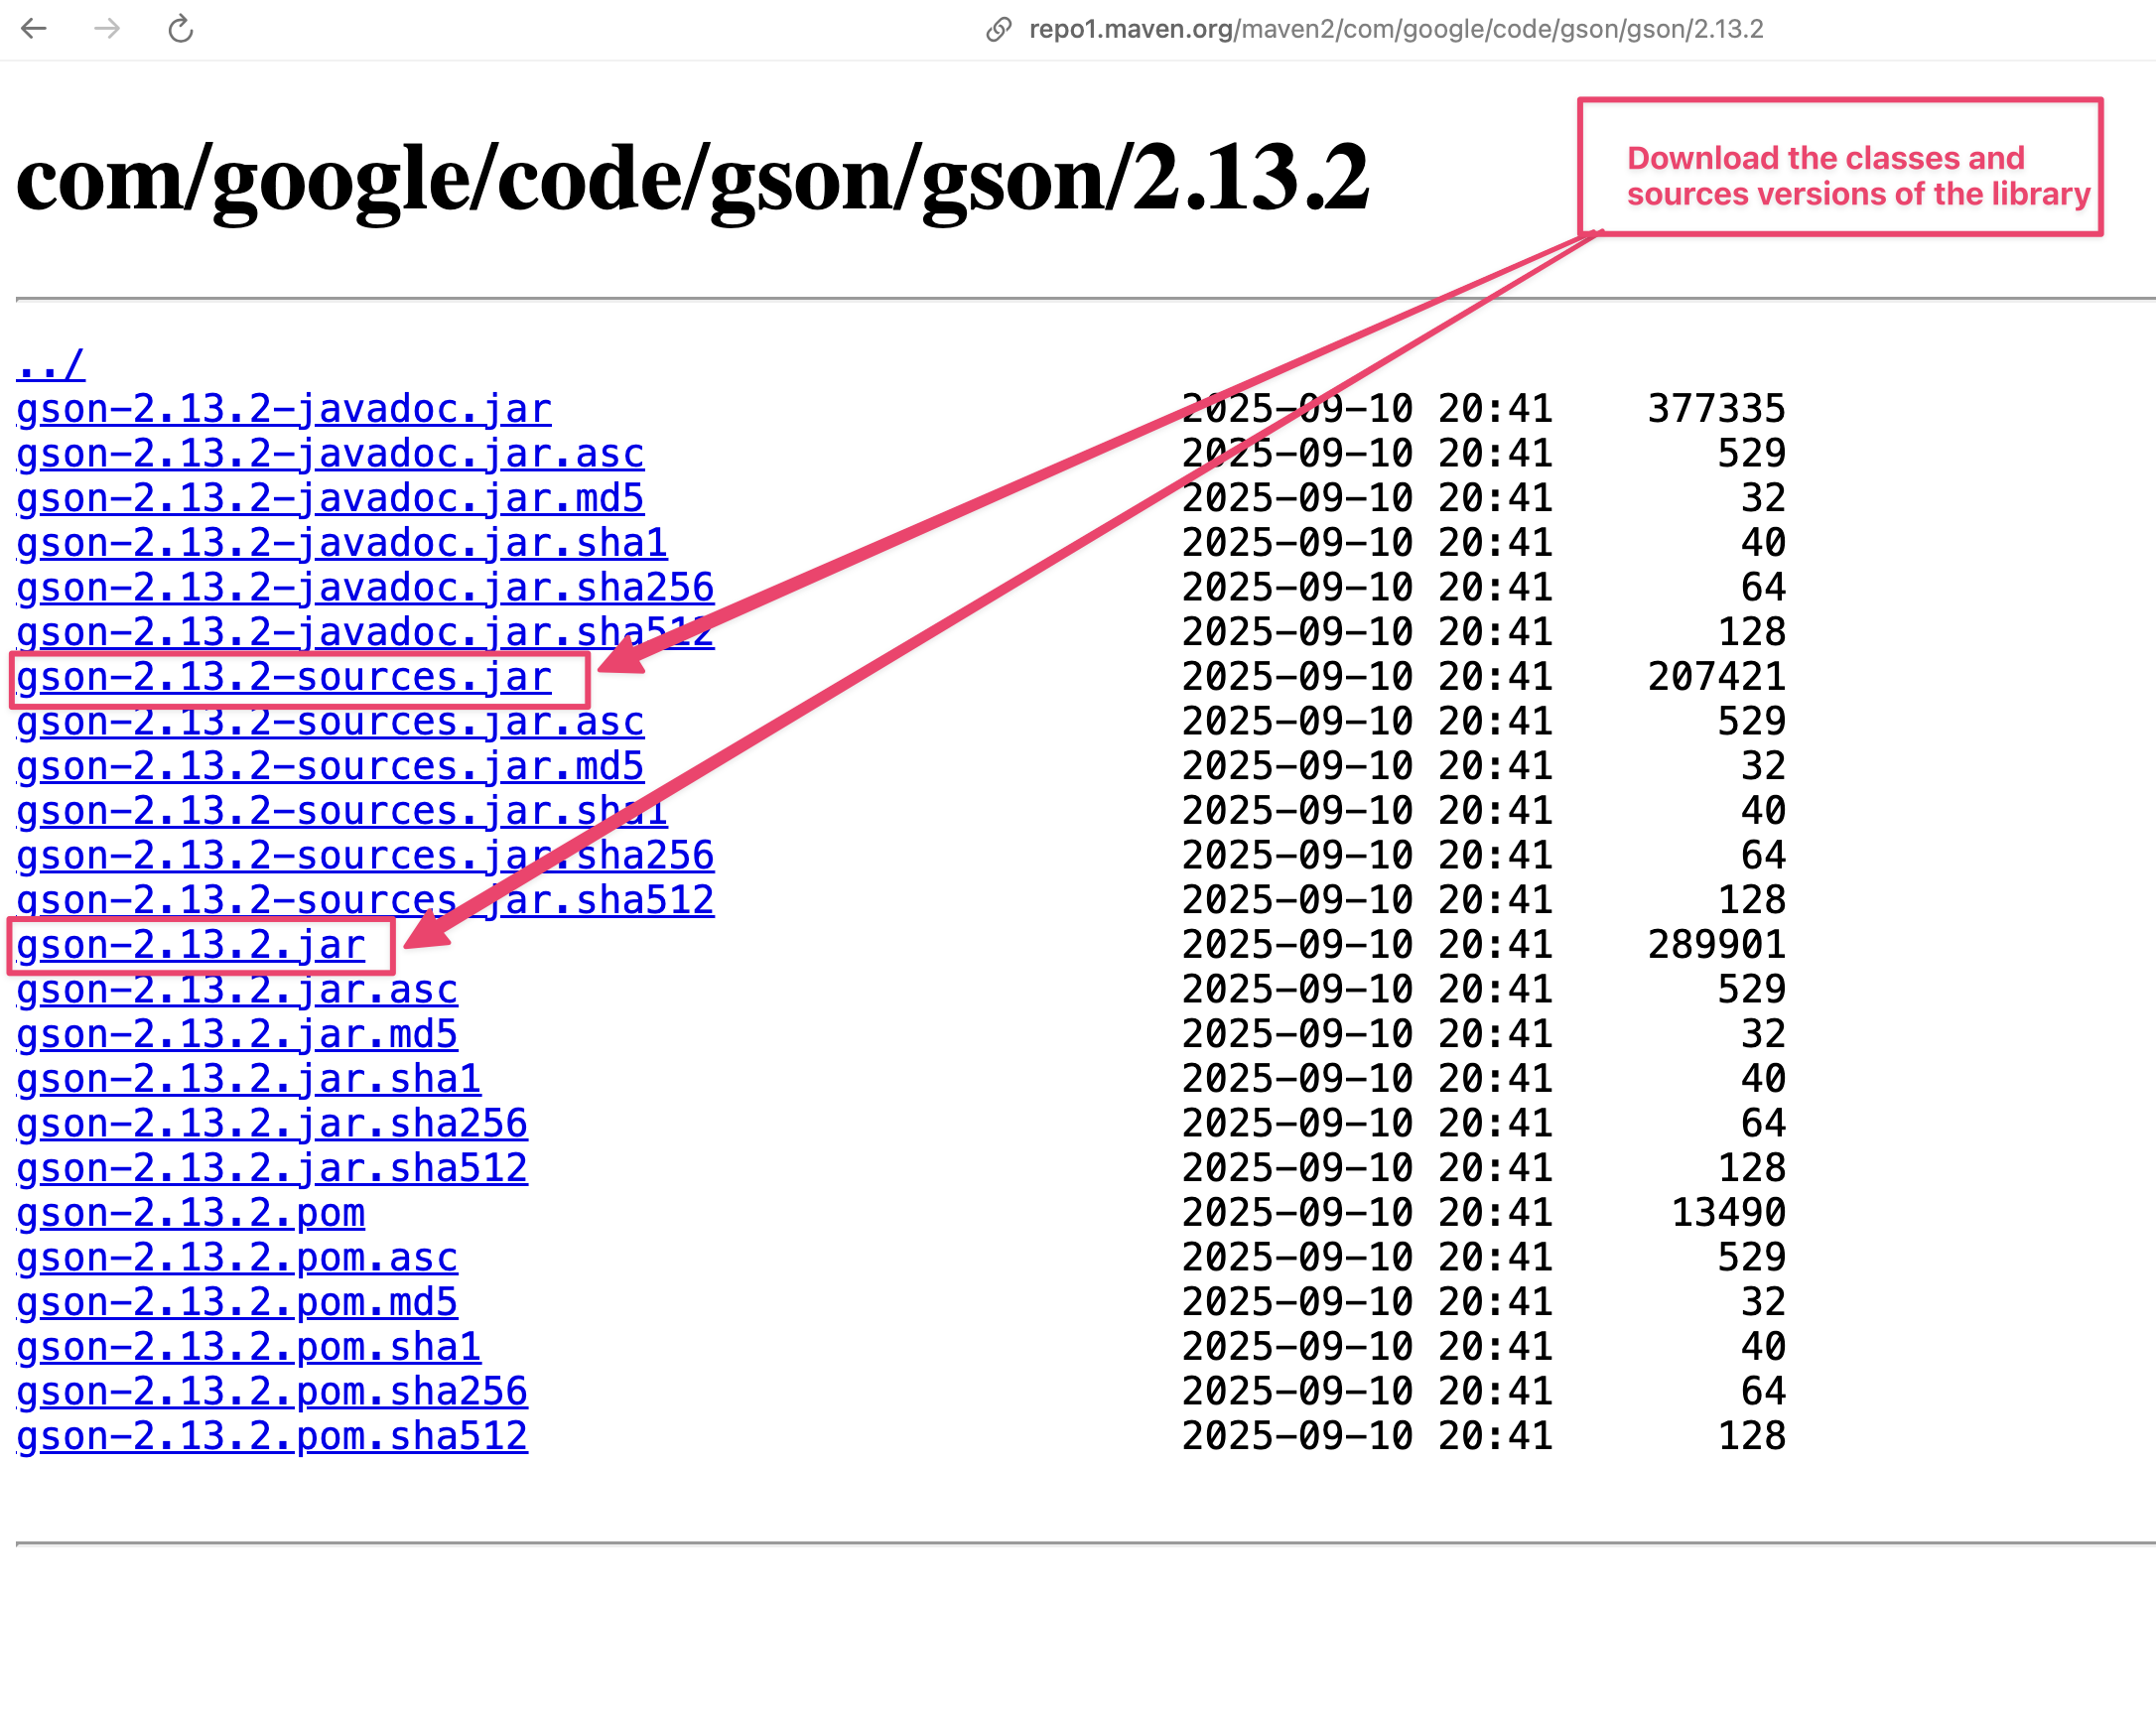 repo1.maven.org/maven2/com/google/code/gson/gson/2.13.2
Download the classes and
sources versions of the library
com/google/code/gson/gson/2.13.2
../
gson-2.13.2-javadoc.jar 2025-09-10 20:41 377335
gson-2.13.2-javadoc.jar.asc 2025-09-10 20:41 529
gson-2.13.2-javadoc.jar.md5 2025-09-10 20:41 32
gson-2.13.2-javadoc.jar.sha1 2025-09-10 20:41 40
gson-2.13.2-javadoc.jar.sha256 2025-09-10 20:41 64
gson-2.13.2-javadoc.jar.sha512 2025-09-10 20:41 128
gson-2.13.2-sources.jar 2025-09-10 20:41 207421
gson-2.13.2-sources.jar.asc 2025-09-10 20:41 529
gson-2.13.2-sources.jar.md5 2025-09-10 20:41 32
gson-2.13.2-sources.jar.sha1 2025-09-10 20:41 40
gson-2.13.2-sources.jar.sha256 2025-09-10 20:41 64
gson-2.13.2-sources.jar.sha512 2025-09-10 20:41 128
gson-2.13.2.jar 2025-09-10 20:41 289901
gson-2.13.2.jar.asc 2025-09-10 20:41 529
gson-2.13.2.jar.md5 2025-09-10 20:41 32
gson-2.13.2.jar.sha1 2025-09-10 20:41 40
gson-2.13.2.jar.sha256 2025-09-10 20:41 64
gson-2.13.2.jar.sha512 2025-09-10 20:41 128
gson-2.13.2.pom 2025-09-10 20:41 13490
gson-2.13.2.pom.asc 2025-09-10 20:41 529
gson-2.13.2.pom.md5 2025-09-10 20:41 32
gson-2.13.2.pom.sha1 2025-09-10 20:41 40
gson-2.13.2.pom.sha256 2025-09-10 20:41 64
gson-2.13.2.pom.sha512 2025-09-10 20:41 128